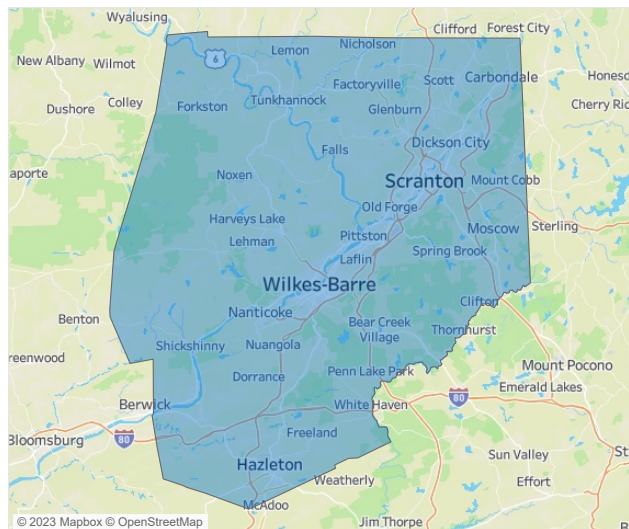 Wyalusing
Clifford
Forest City
Nicholson
Lemon
6
New Albany
Wilmot
Scott
Carbondale
Honesd
Factoryville
Dushore
Colley
Forkston
Tunkhannock
Glenburn
Cherry Rid
Dickson City
Falls
aporte
Noxen
Scranton
Mount Cobb
Old Forge
Harveys Lake
Sterling
Moscow
Lehman
Pittston
Spring Brook
Laflin
Wilkes-Barre
Clifton
Nanticoke
Benton
Bear Creek
Village
Thornhurst
Shickshinny
Nuangola
reenwood
Mount Pocono
Dorrance
Penn Lake Park
Emerald Lakes
80
Berwick
White Haven
Bloomsburg
80
Freeland
St
Sun Valley
Hazleton
Weatherly
Effort
McAdoo
Jim Thorpe
© 2023 Mapbox © OpenStreetMap